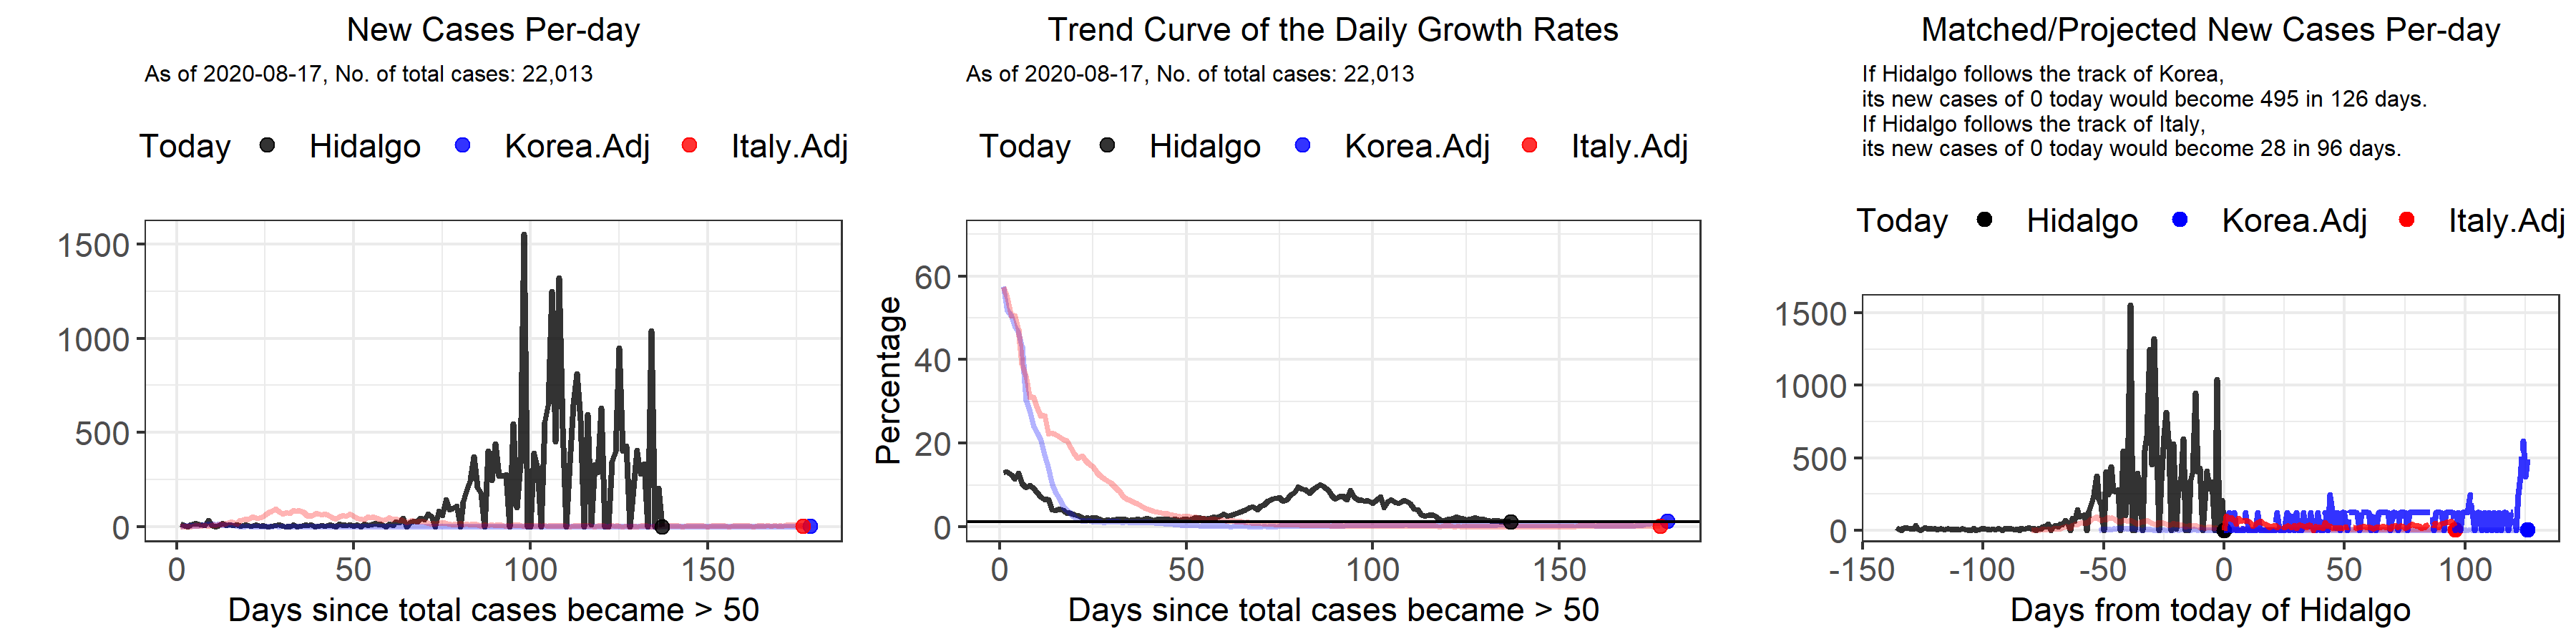 New Cases Per-day
As of 2020-08-17, No. of total cases: 22,013
Today Hidalgo Korea.Adj Italy.Adj
1500
1000
500
0
0 50 100 150
Days since total cases became > 50
Trend Curve of the Daily Growth Rates
As of 2020-08-17, No. of total cases: 22,013
Today Hidalgo Korea.Adj Italy.Adj
Percentage
60
40
20
0
0 50 100 150
Days since total cases became > 50
Matched/Projected New Cases Per-day
If Hidalgo follows the track of Korea,
its new cases of 0 today would become 495 in 126 days.
If Hidalgo follows the track of Italy,
its new cases of 0 today would become 28 in 96 days.
Today Hidalgo Korea.Adj Italy.Adj
1500
1000
500
0
-150 -100 -50 0 50 100
Days from today of Hidalgo